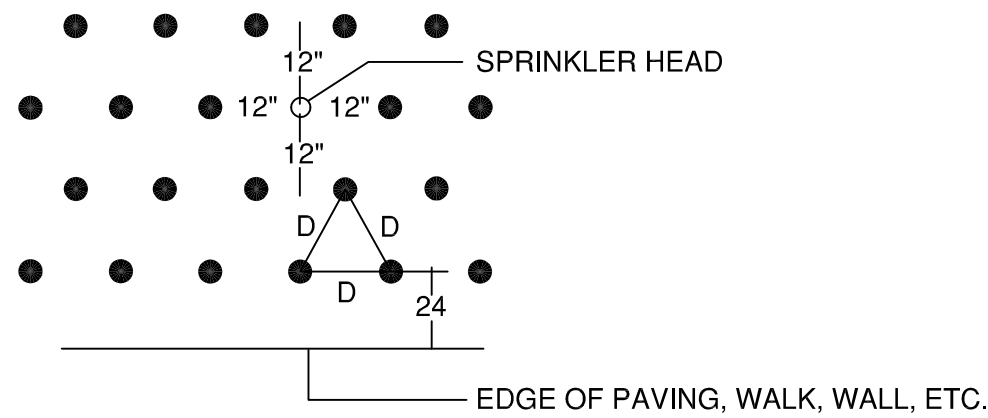 12"
SPRINKLER HEAD
12" 12"
12"
D D
D
24
EDGE OF PAVING, WALK, WALL, ETC.